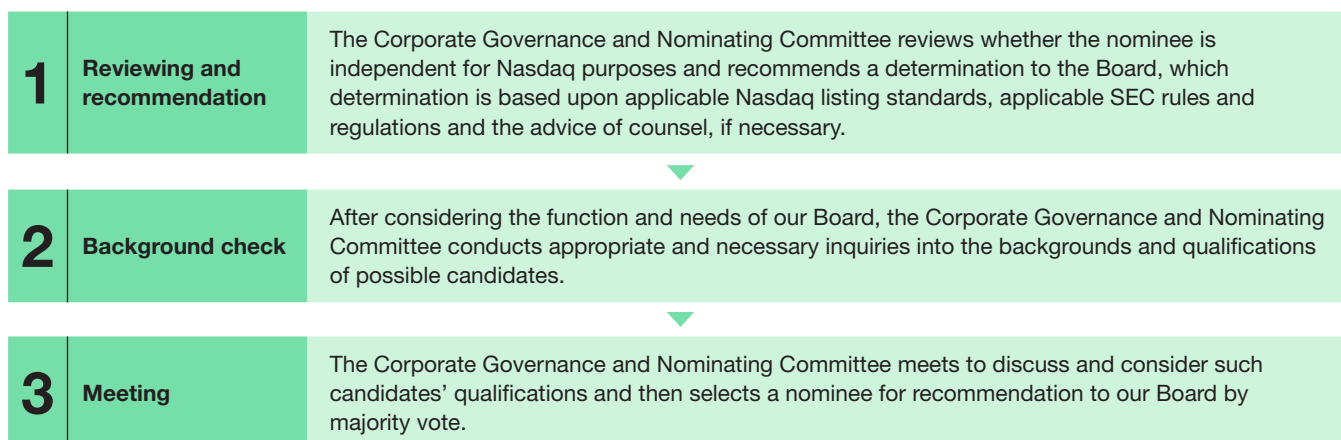 1
Reviewing and
recommendation
The Corporate Governance and Nominating Committee reviews whether the nominee is
independent for Nasdaq purposes and recommends a determination to the Board, which
determination is based upon applicable Nasdaq listing standards, applicable SEC rules and
regulations and the advice of counsel, if necessary.
2
Background check
After considering the function and needs of our Board, the Corporate Governance and Nominating
Committee conducts appropriate and necessary inquiries into the backgrounds and qualifications
of possible candidates.
3
Meeting
The Corporate Governance and Nominating Committee meets to discuss and consider such
candidates’ qualifications and then selects a nominee for recommendation to our Board by
majority vote.